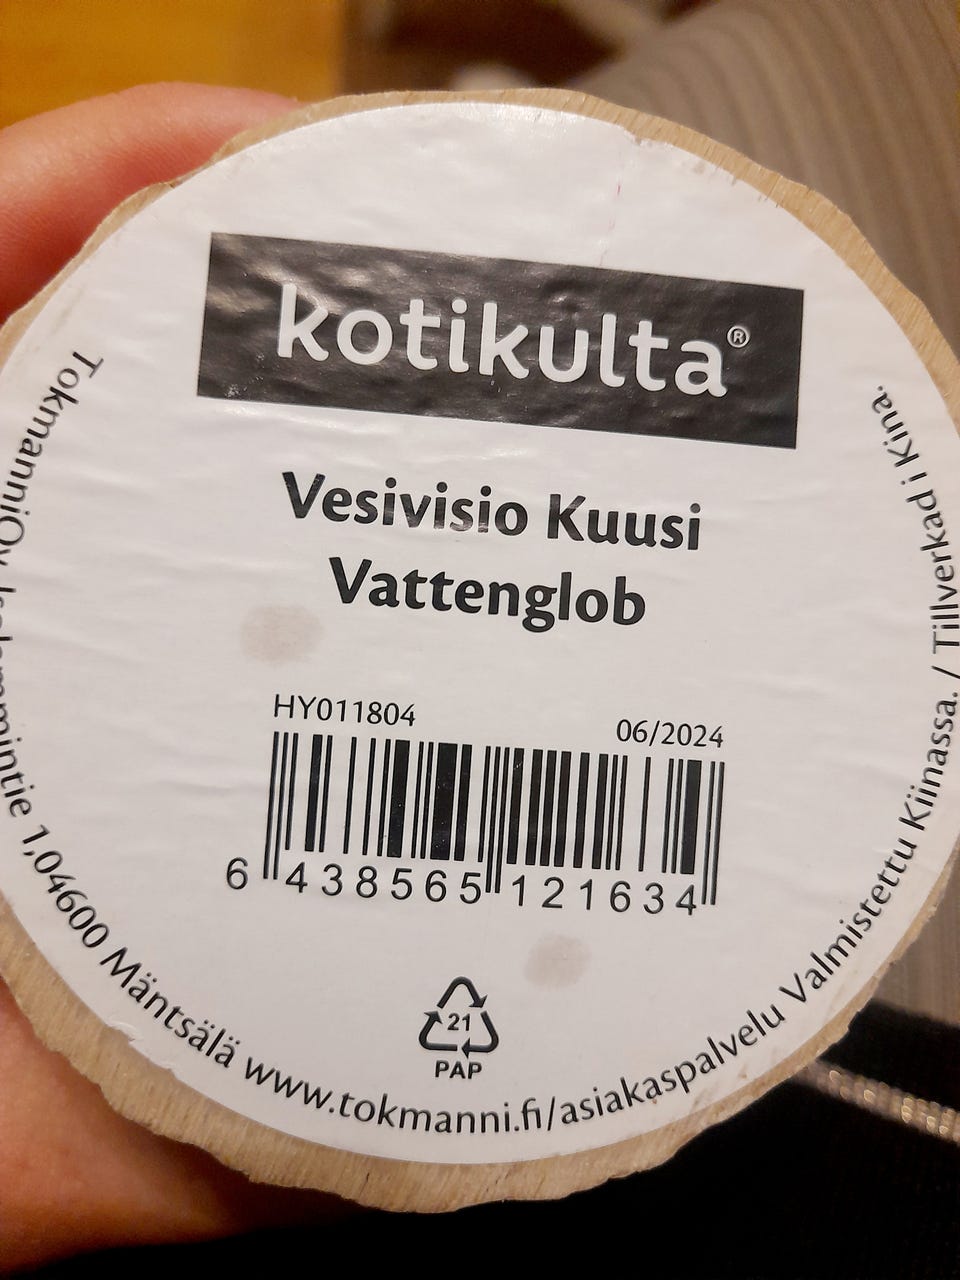 kotikulta®
Vesivisio Kuusi
Vattenglob
HY011804
06/2024
6 438565 121634
21
PAP
Tokmanni Oy 1,04600 Mäntsälä www.tokmanni.fi/asiakaspalvelu Valmistettu Kiinassa. / Tillverkad i Kina.